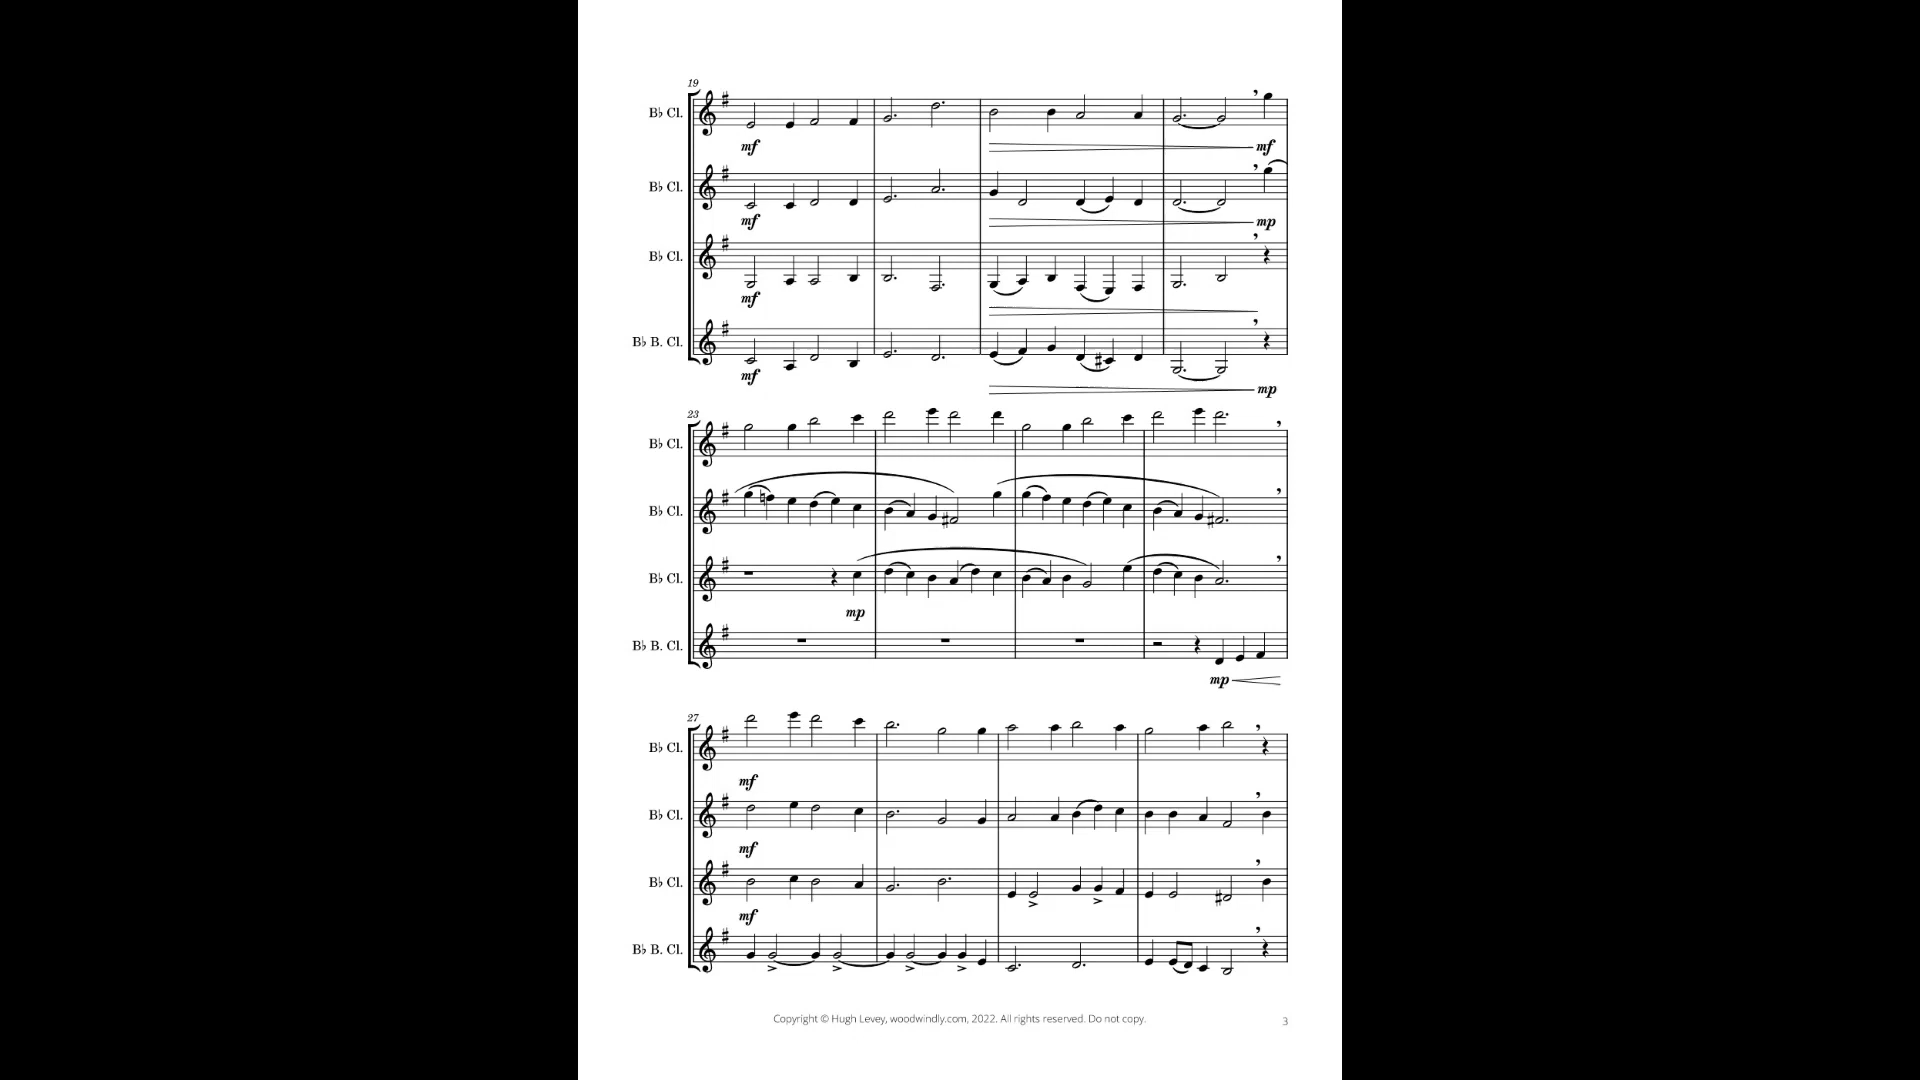 19
B♭ Cl.
mf
mf
B♭ Cl.
mf
mp
B♭ Cl.
mf
B♭ B. Cl.
mf
mp
23
B♭ Cl.
B♭ Cl.
B♭ Cl.
mp
B♭ B. Cl.
mp
27
B♭ Cl.
mf
B♭ Cl.
mf
B♭ Cl.
mf
B♭ B. Cl.
Copyright © Hugh Levey, woodwindly.com, 2022. All rights reserved. Do not copy.
3